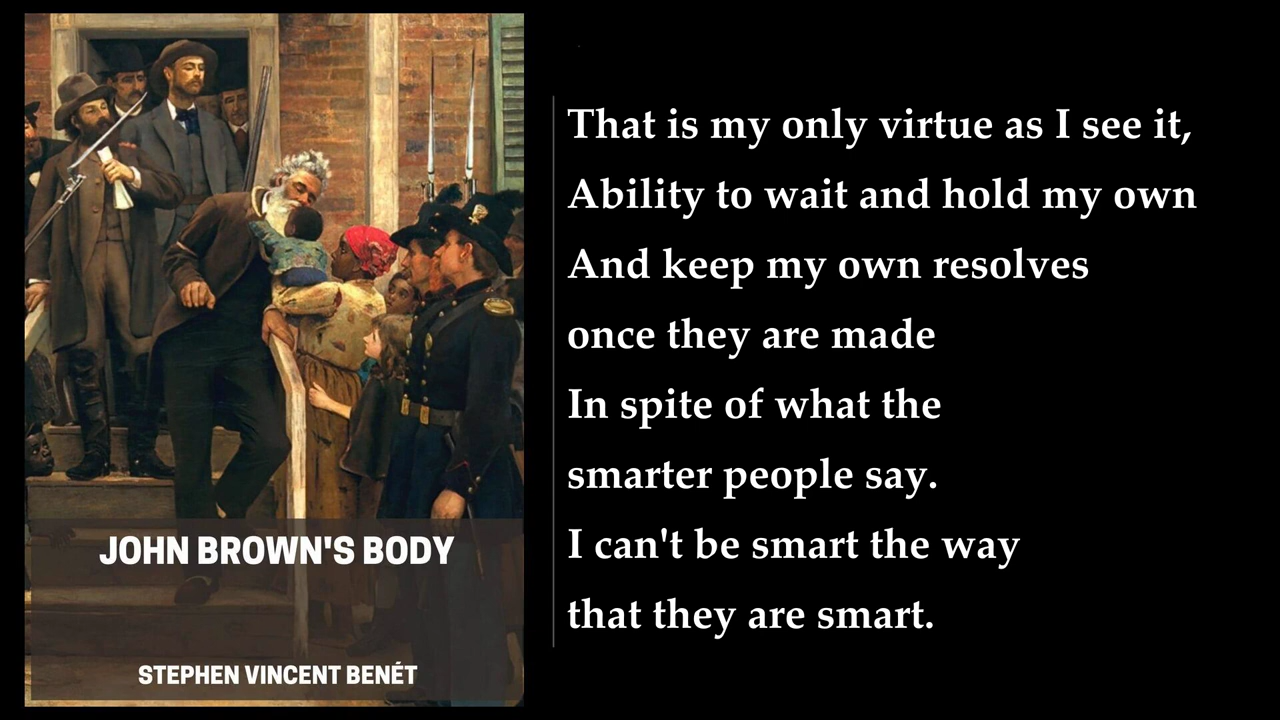 JOHN BROWN'S BODY
STEPHEN VINCENT BENÉT
That is my only virtue as I see it,
Ability to wait and hold my own
And keep my own resolves
once they are made
In spite of what the
smarter people say.
I can't be smart the way
that they are smart.